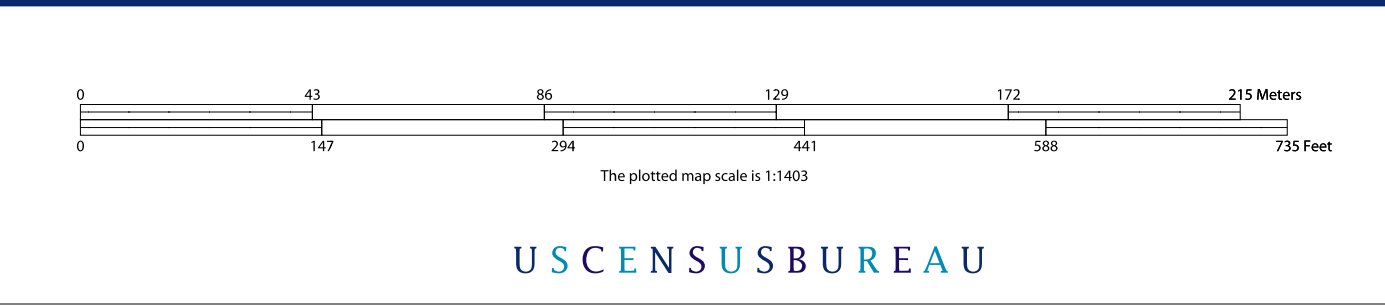 0 43 86 129 172 215 Meters
0 147 294 441 588 735 Feet
The plotted map scale is 1:1403
USCENSUSBUREAU